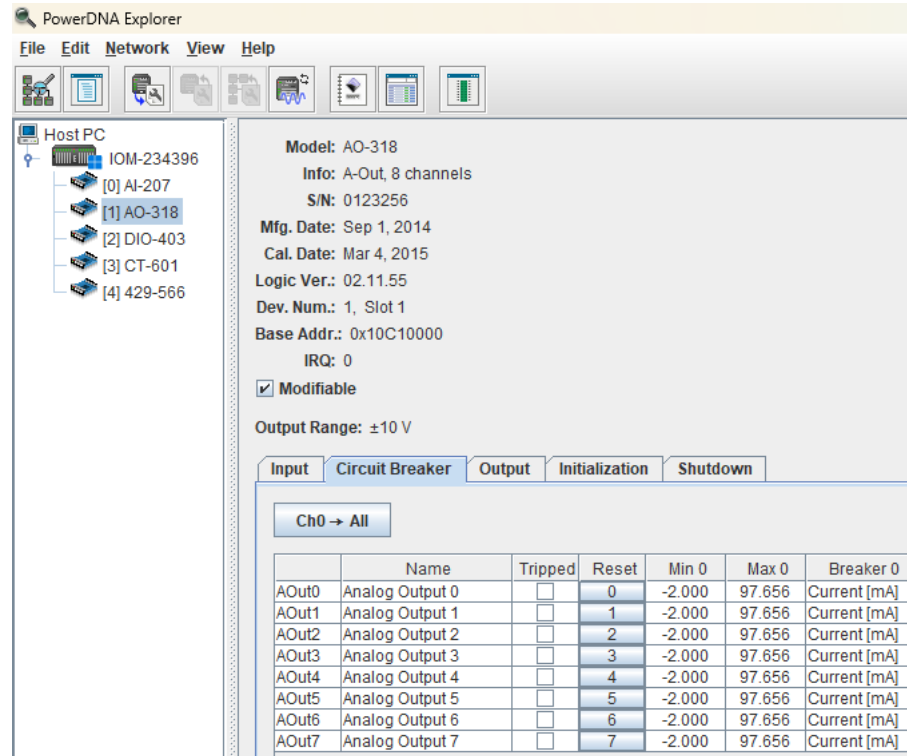 PowerDNA Explorer
File Edit Network View Help
Host PC
IOM-234396
[0] AI-207
[1] AO-318
[2] DIO-403
[3] CT-601
[4] 429-566
Model: AO-318
Info: A-Out, 8 channels
S/N: 0123256
Mfg. Date: Sep 1, 2014
Cal. Date: Mar 4, 2015
Logic Ver.: 02.11.55
Dev. Num.: 1, Slot 1
Base Addr.: 0x10C10000
IRQ: 0
Modifiable
Output Range: ±10 V
Input Circuit Breaker Output Initialization Shutdown
Ch0 → All
Name Tripped Reset Min 0 Max 0 Breaker 0
AOut0 Analog Output 0 0 -2.000 97.656 Current [mA]
AOut1 Analog Output 1 1 -2.000 97.656 Current [mA]
AOut2 Analog Output 2 2 -2.000 97.656 Current [mA]
AOut3 Analog Output 3 3 -2.000 97.656 Current [mA]
AOut4 Analog Output 4 4 -2.000 97.656 Current [mA]
AOut5 Analog Output 5 5 -2.000 97.656 Current [mA]
AOut6 Analog Output 6 6 -2.000 97.656 Current [mA]
AOut7 Analog Output 7 7 -2.000 97.656 Current [mA]